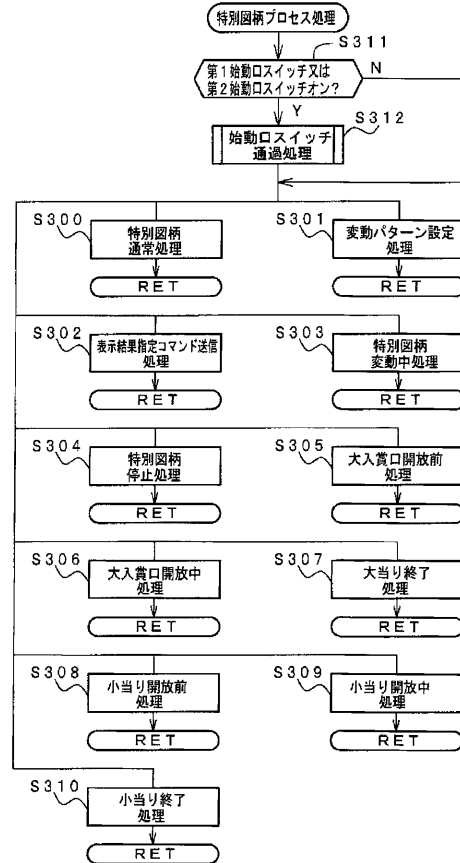 特別図柄プロセス処理
S311
第1始動口スイッチ又は
第2始動口スイッチオン?
N
Y
S312
始動口スイッチ
通過処理
S300
特別図柄
通常処理
RET
S301
変動パターン設定
処理
RET
S302
表示結果指定コマンド送信
処理
RET
S303
特別図柄
変動中処理
RET
S304
特別図柄
停止処理
RET
S305
大入賞口開放前
処理
RET
S306
大入賞口開放中
処理
RET
S307
大当り終了
処理
RET
S308
小当り開放前
処理
RET
S309
小当り開放中
処理
RET
S310
小当り終了
処理
RET